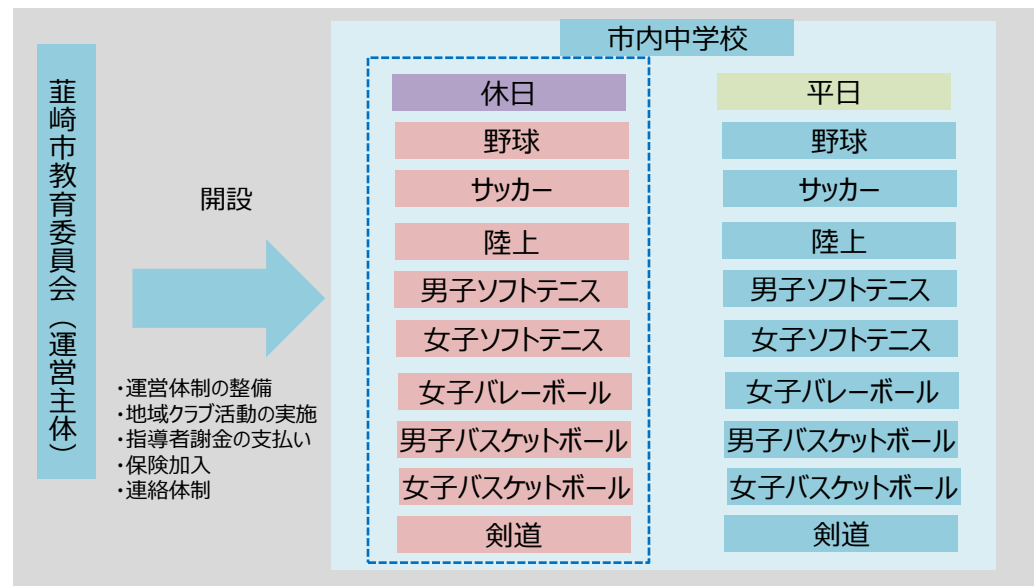 韮崎市教育委員会（運営主体）
開設
・運営体制の整備
・地域クラブ活動の実施
・指導者謝金の支払い
・保険加入
・連絡体制
市内中学校
休日
野球
サッカー
陸上
男子ソフトテニス
女子ソフトテニス
女子バレーボール
男子バスケットボール
女子バスケットボール
剣道
平日
野球
サッカー
陸上
男子ソフトテニス
女子ソフトテニス
女子バレーボール
男子バスケットボール
女子バスケットボール
剣道